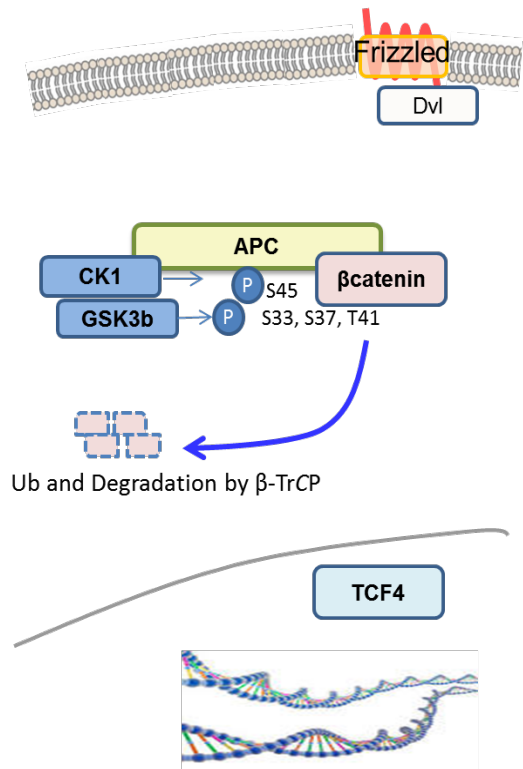 Frizzled
Dvl
APC
CK1
βcatenin
P
S45
GSK3b
P
S33, S37, T41
Ub and Degradation by β-TrCP
TCF4